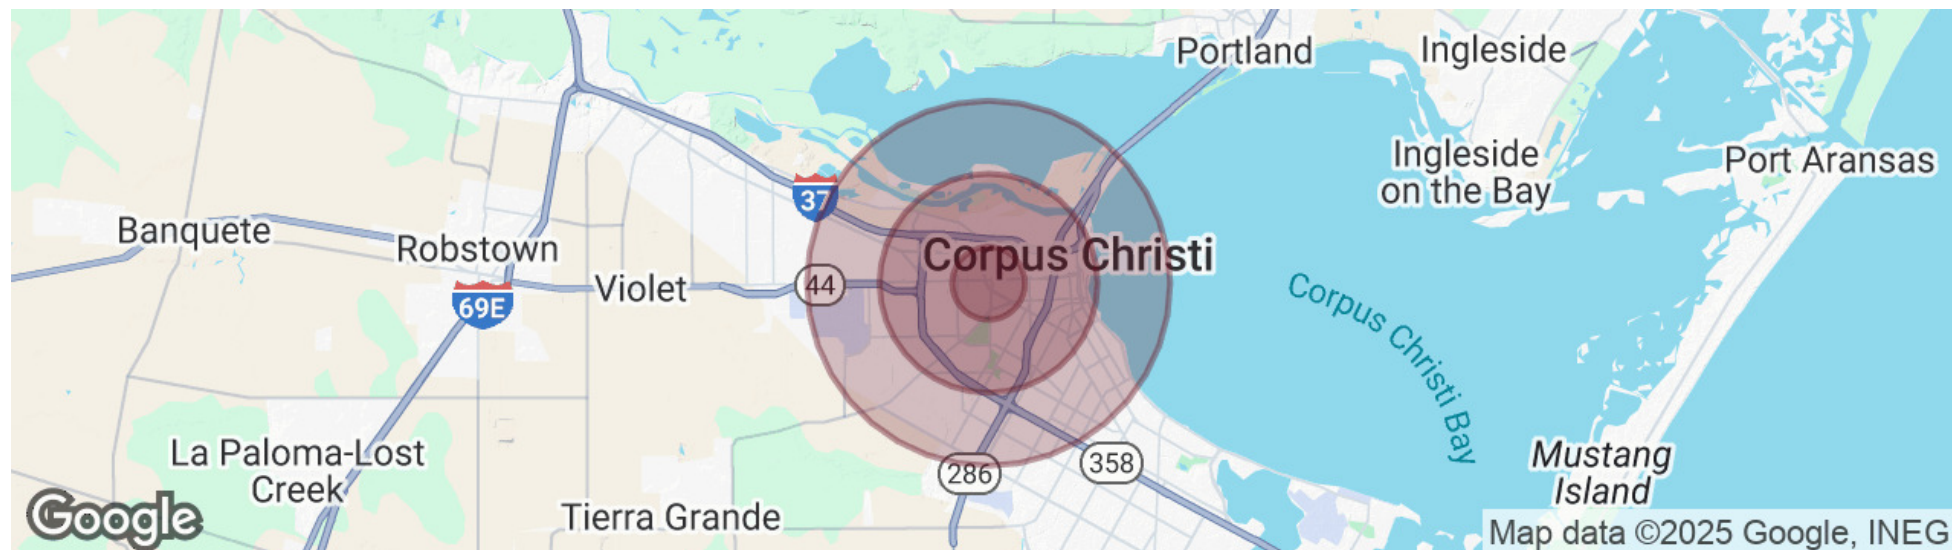 Portland
Ingleside
Ingleside
on the Bay
Port Aransas
37
Banquete
Robstown
Corpus Christi
Violet
44
69E
Corpus Christi Bay
La Paloma-Lost
Creek
286
358
Mustang
Island
Tierra Grande
Google
Map data ©2025 Google, INEG